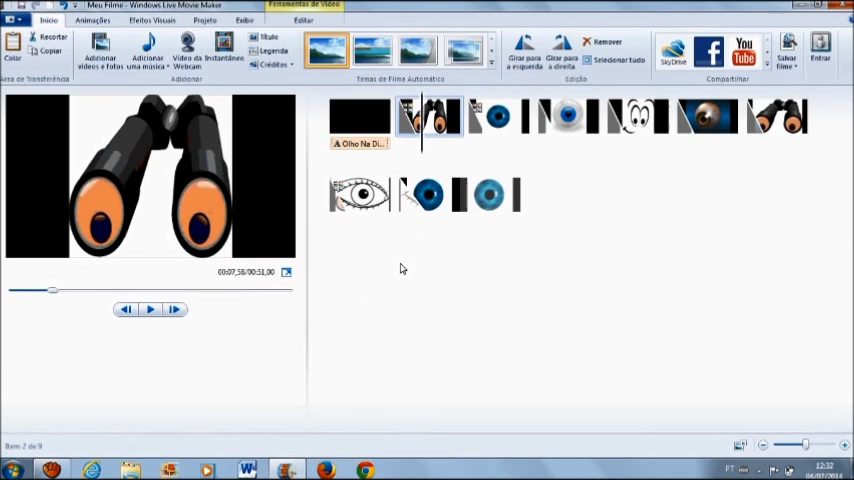 Meu Filme - Windows Live Movie Maker
Ferramentas de Vídeo
Início
Animações
Efeitos Visuais
Projeto
Exibir
Editar
Colar
Recortar
Copiar
Área de Transferência
Adicionar vídeos e fotos
Adicionar uma música
Vídeo da Webcam
Instantâneo
Título
Legenda
Créditos
Adicionar
Temas de Filme Automático
Girar para a esquerda
Girar para a direita
Remover
Selecionar tudo
Edição
SkyDrive
You Tube
Compartilhar
Salvar filme
Entrar
A Olho Na Di...
00:07,58/00:51,00
Item 2 de 9
PT
12:32
04/07/2014